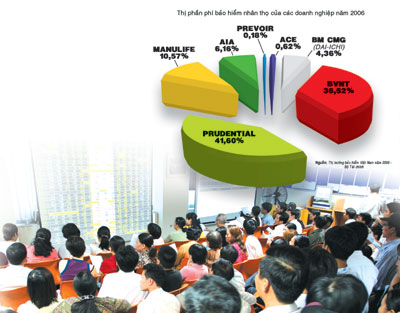 Thị phần phí bảo hiểm nhân thọ của các doanh nghiệp năm 2006
PREVOIR
0,18%
AIA
6,16%
ACE
0,62%
BM CMG
(DAI-ICHI)
4,36%
MANULIFE
10,57%
BVNT
36,52%
PRUDENTIAL
41,60%
Nguồn: Thị trường bảo hiểm Việt Nam năm 2006 -
Bộ Tài chính